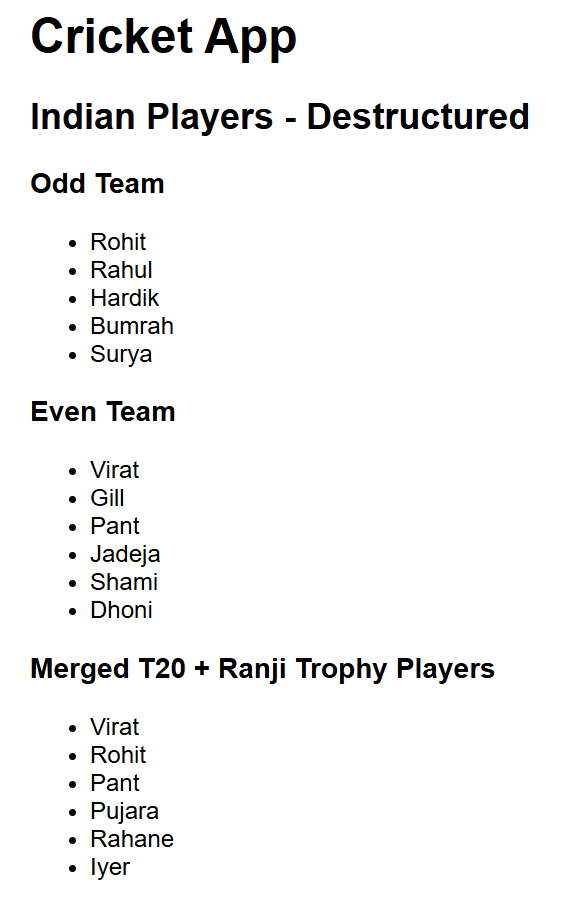 Cricket App
Indian Players - Destructured
Odd Team
Rohit
Rahul
Hardik
Bumrah
Surya
Even Team
Virat
Gill
Pant
Jadeja
Shami
Dhoni
Merged T20 + Ranji Trophy Players
Virat
Rohit
Pant
Pujara
Rahane
Iyer